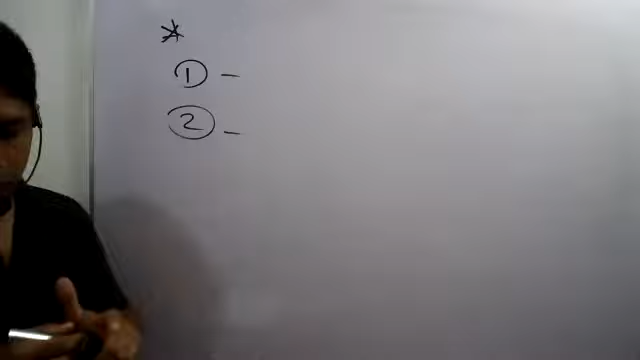 *
① –
② –